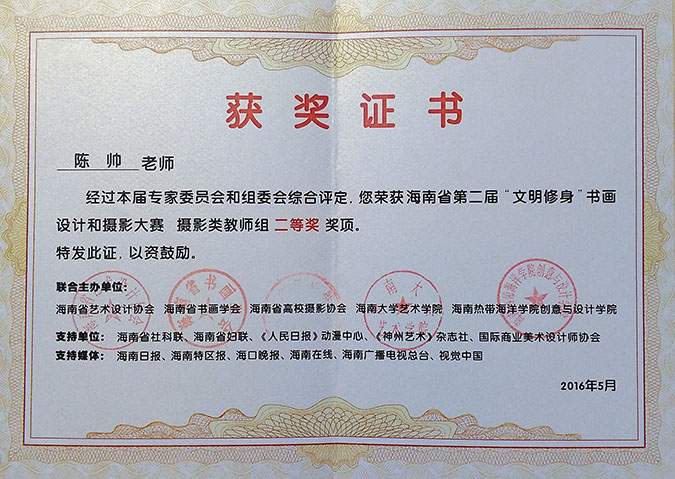 获奖证书
陈帅 老师
经过本届专家委员会和组委会综合评定，您荣获海南省第二届“文明修身”书画
设计和摄影大赛 摄影类教师组 二等奖 奖项。
特发此证，以资鼓励。
联合主办单位：
海南省艺术设计协会 海南省书画学会 海南省高校摄影协会 海南大学艺术学院 海南热带海洋学院创意与设计学院
支持单位：海南省社科联、海南省妇联、《人民日报》动漫中心、《神州艺术》杂志社、国际商业美术设计师协会
支持媒体：海南日报、海南特区报、海口晚报、海南在线、海南广播电视总台、视觉中国
2016年5月